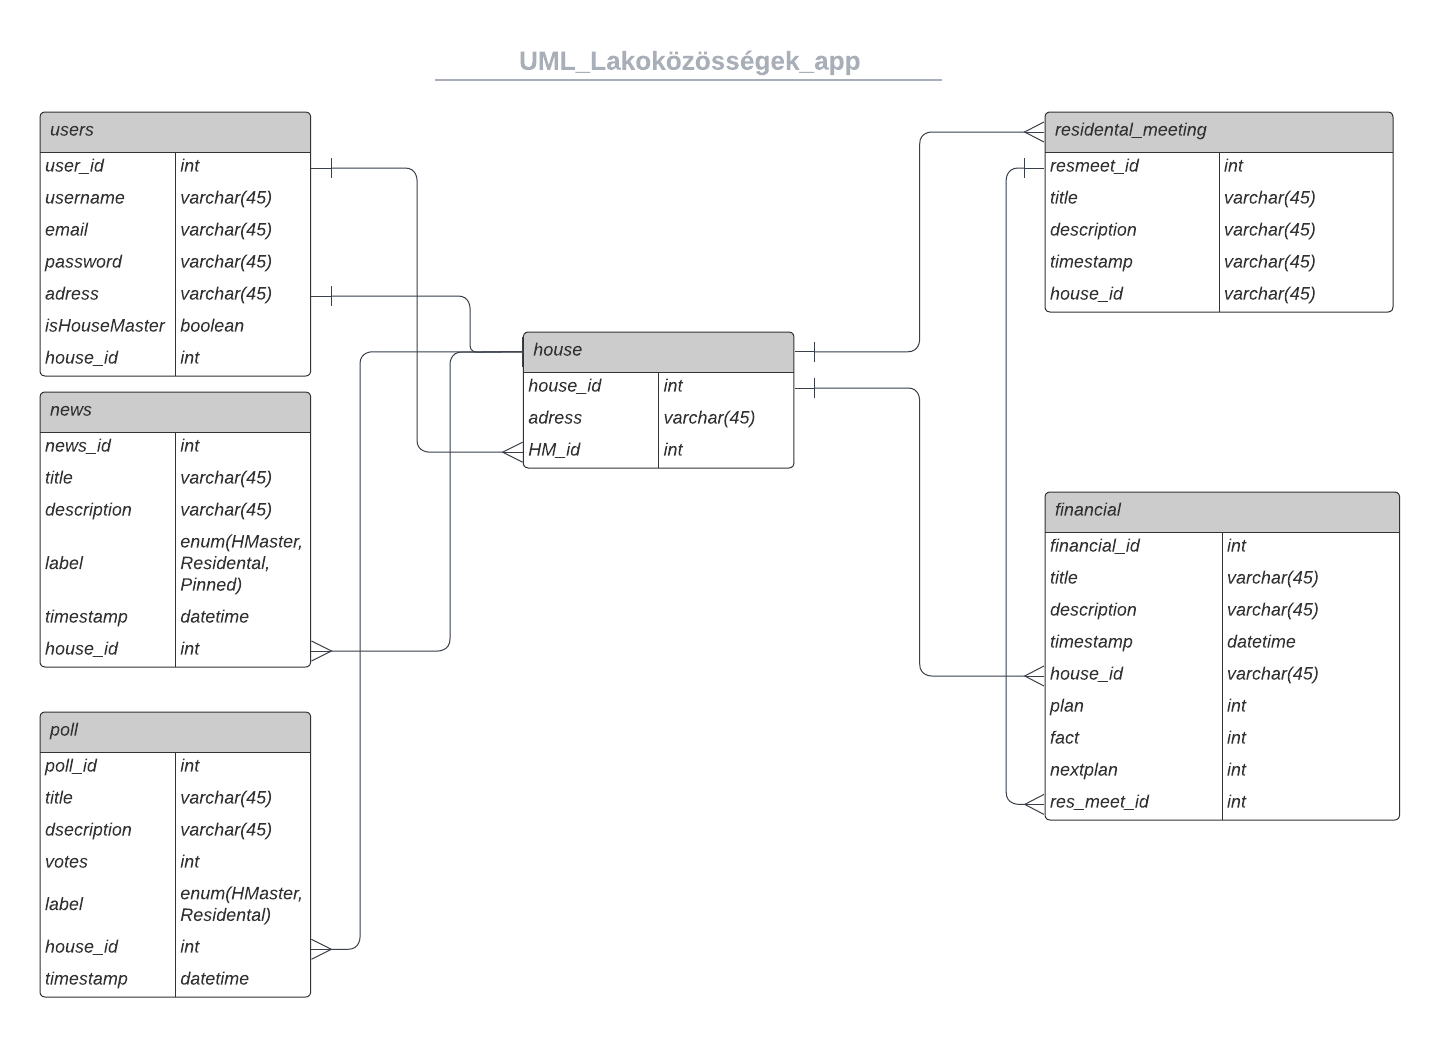 UML_Lakoközösségek_app
users
user_id int
username varchar(45)
email varchar(45)
password varchar(45)
adress varchar(45)
isHouseMaster boolean
house_id int
news
news_id int
title varchar(45)
description varchar(45)
label enum(HMaster,
Residental,
Pinned)
timestamp datetime
house_id int
poll
poll_id int
title varchar(45)
dsecription varchar(45)
votes int
label enum(HMaster,
Residental)
house_id int
timestamp datetime
house
house_id int
adress varchar(45)
HM_id int
residental_meeting
resmeet_id int
title varchar(45)
description varchar(45)
timestamp varchar(45)
house_id varchar(45)
financial
financial_id int
title varchar(45)
description varchar(45)
timestamp datetime
house_id varchar(45)
plan int
fact int
nextplan int
res_meet_id int